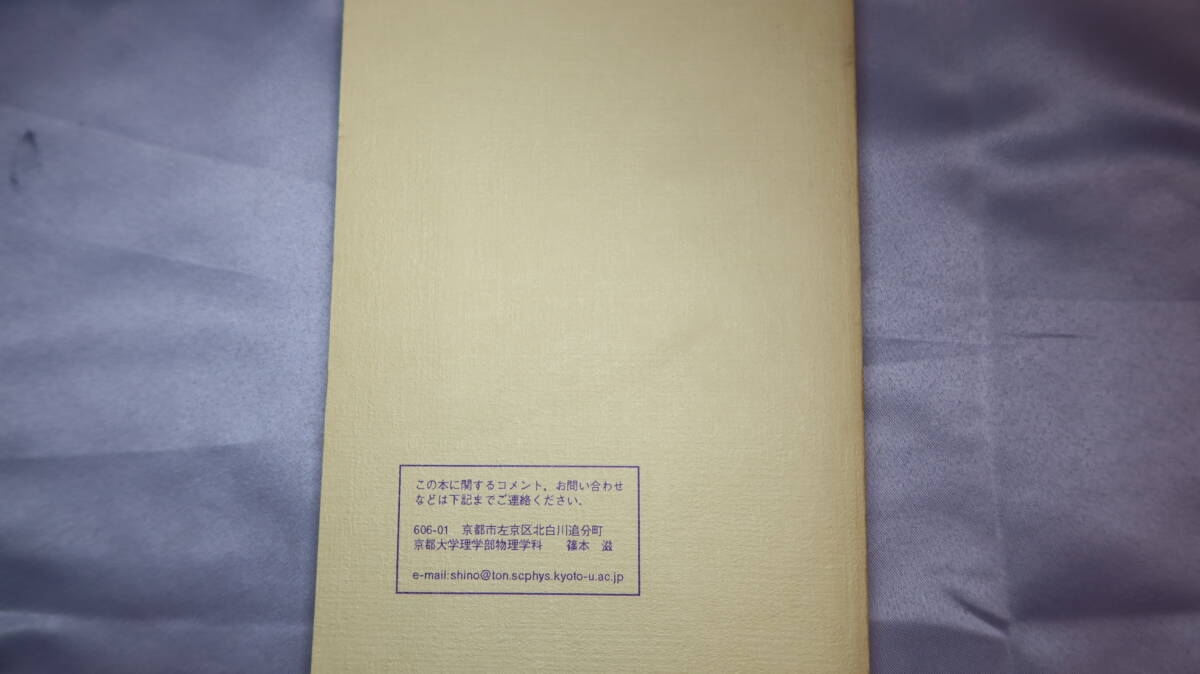 この本に関するコメント，お問い合わせ
などは下記までご連絡ください．
606-01　京都市左京区北白川追分町
京都大学理学部物理学科　　篠本　滋
e-mail:shino@ton.scphys.kyoto-u.ac.jp